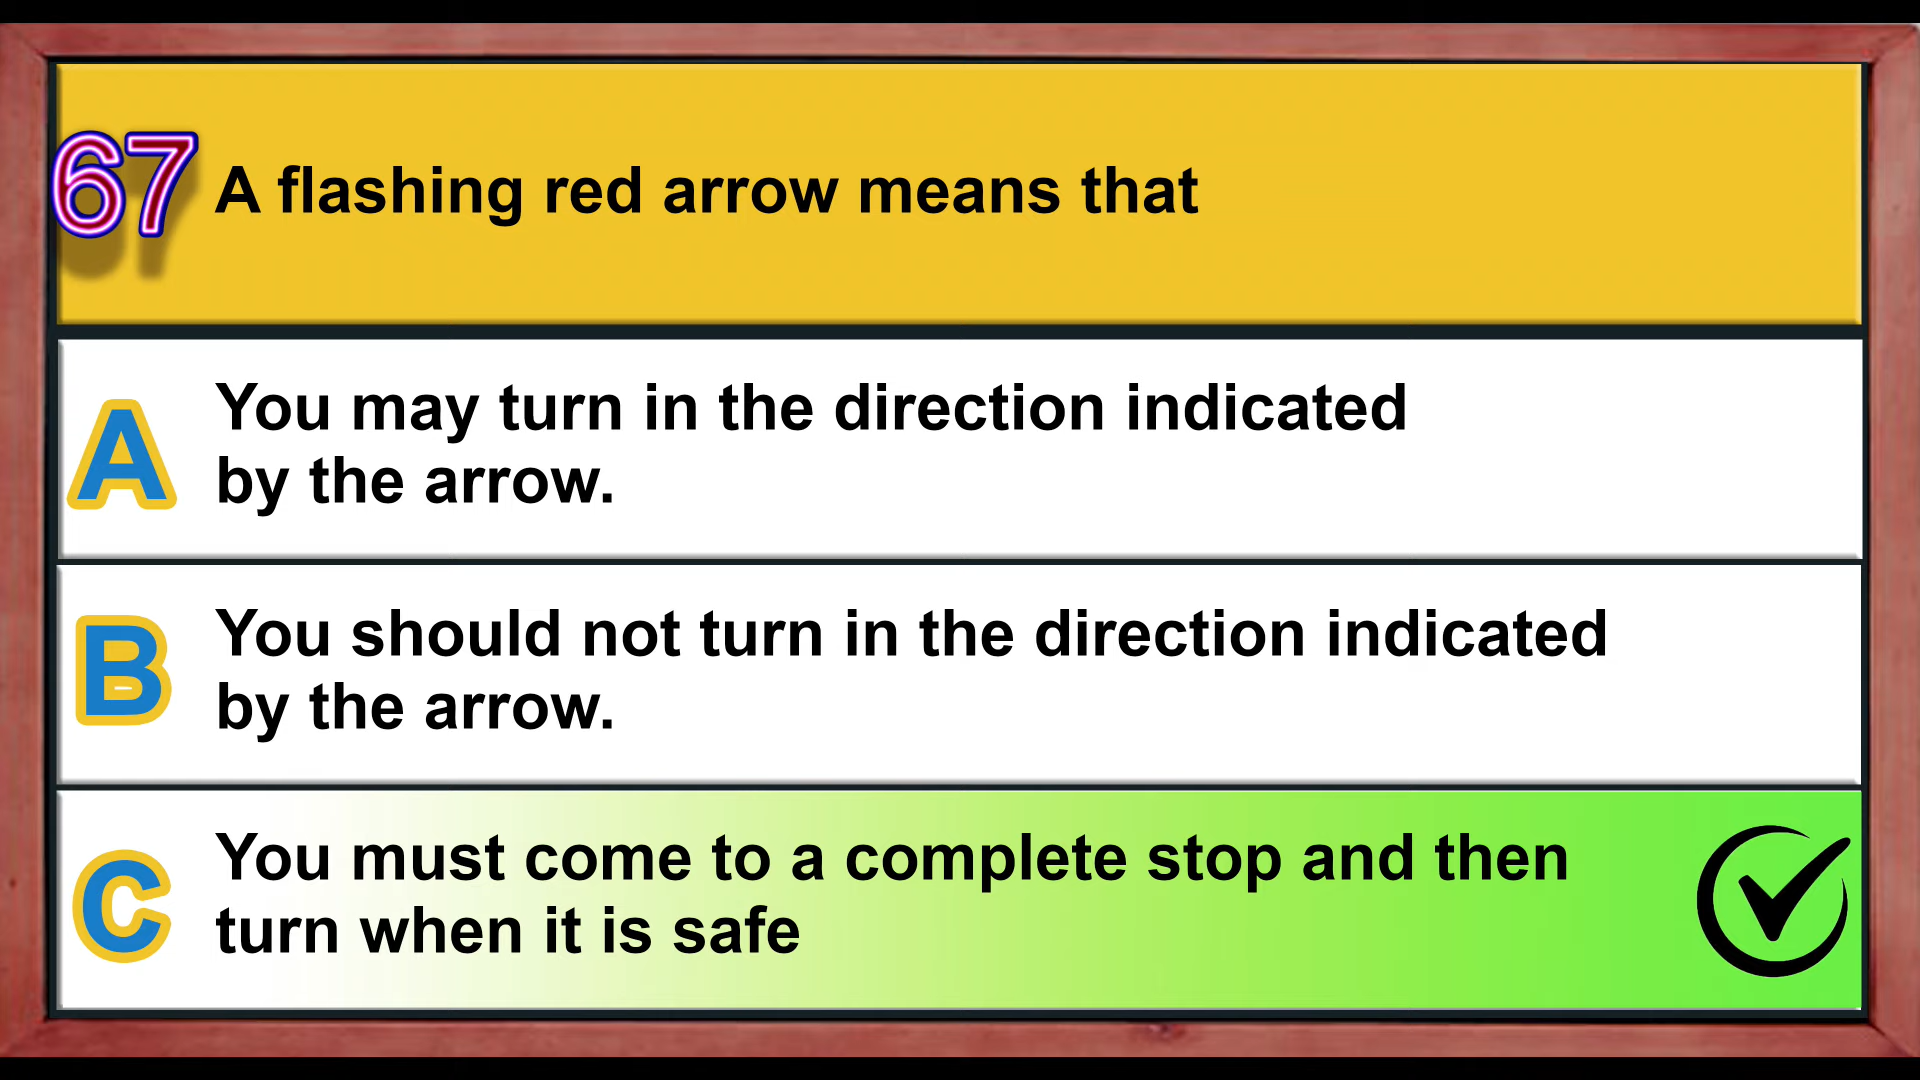 67 A flashing red arrow means that
A You may turn in the direction indicated
by the arrow.
B You should not turn in the direction indicated
by the arrow.
C You must come to a complete stop and then
turn when it is safe